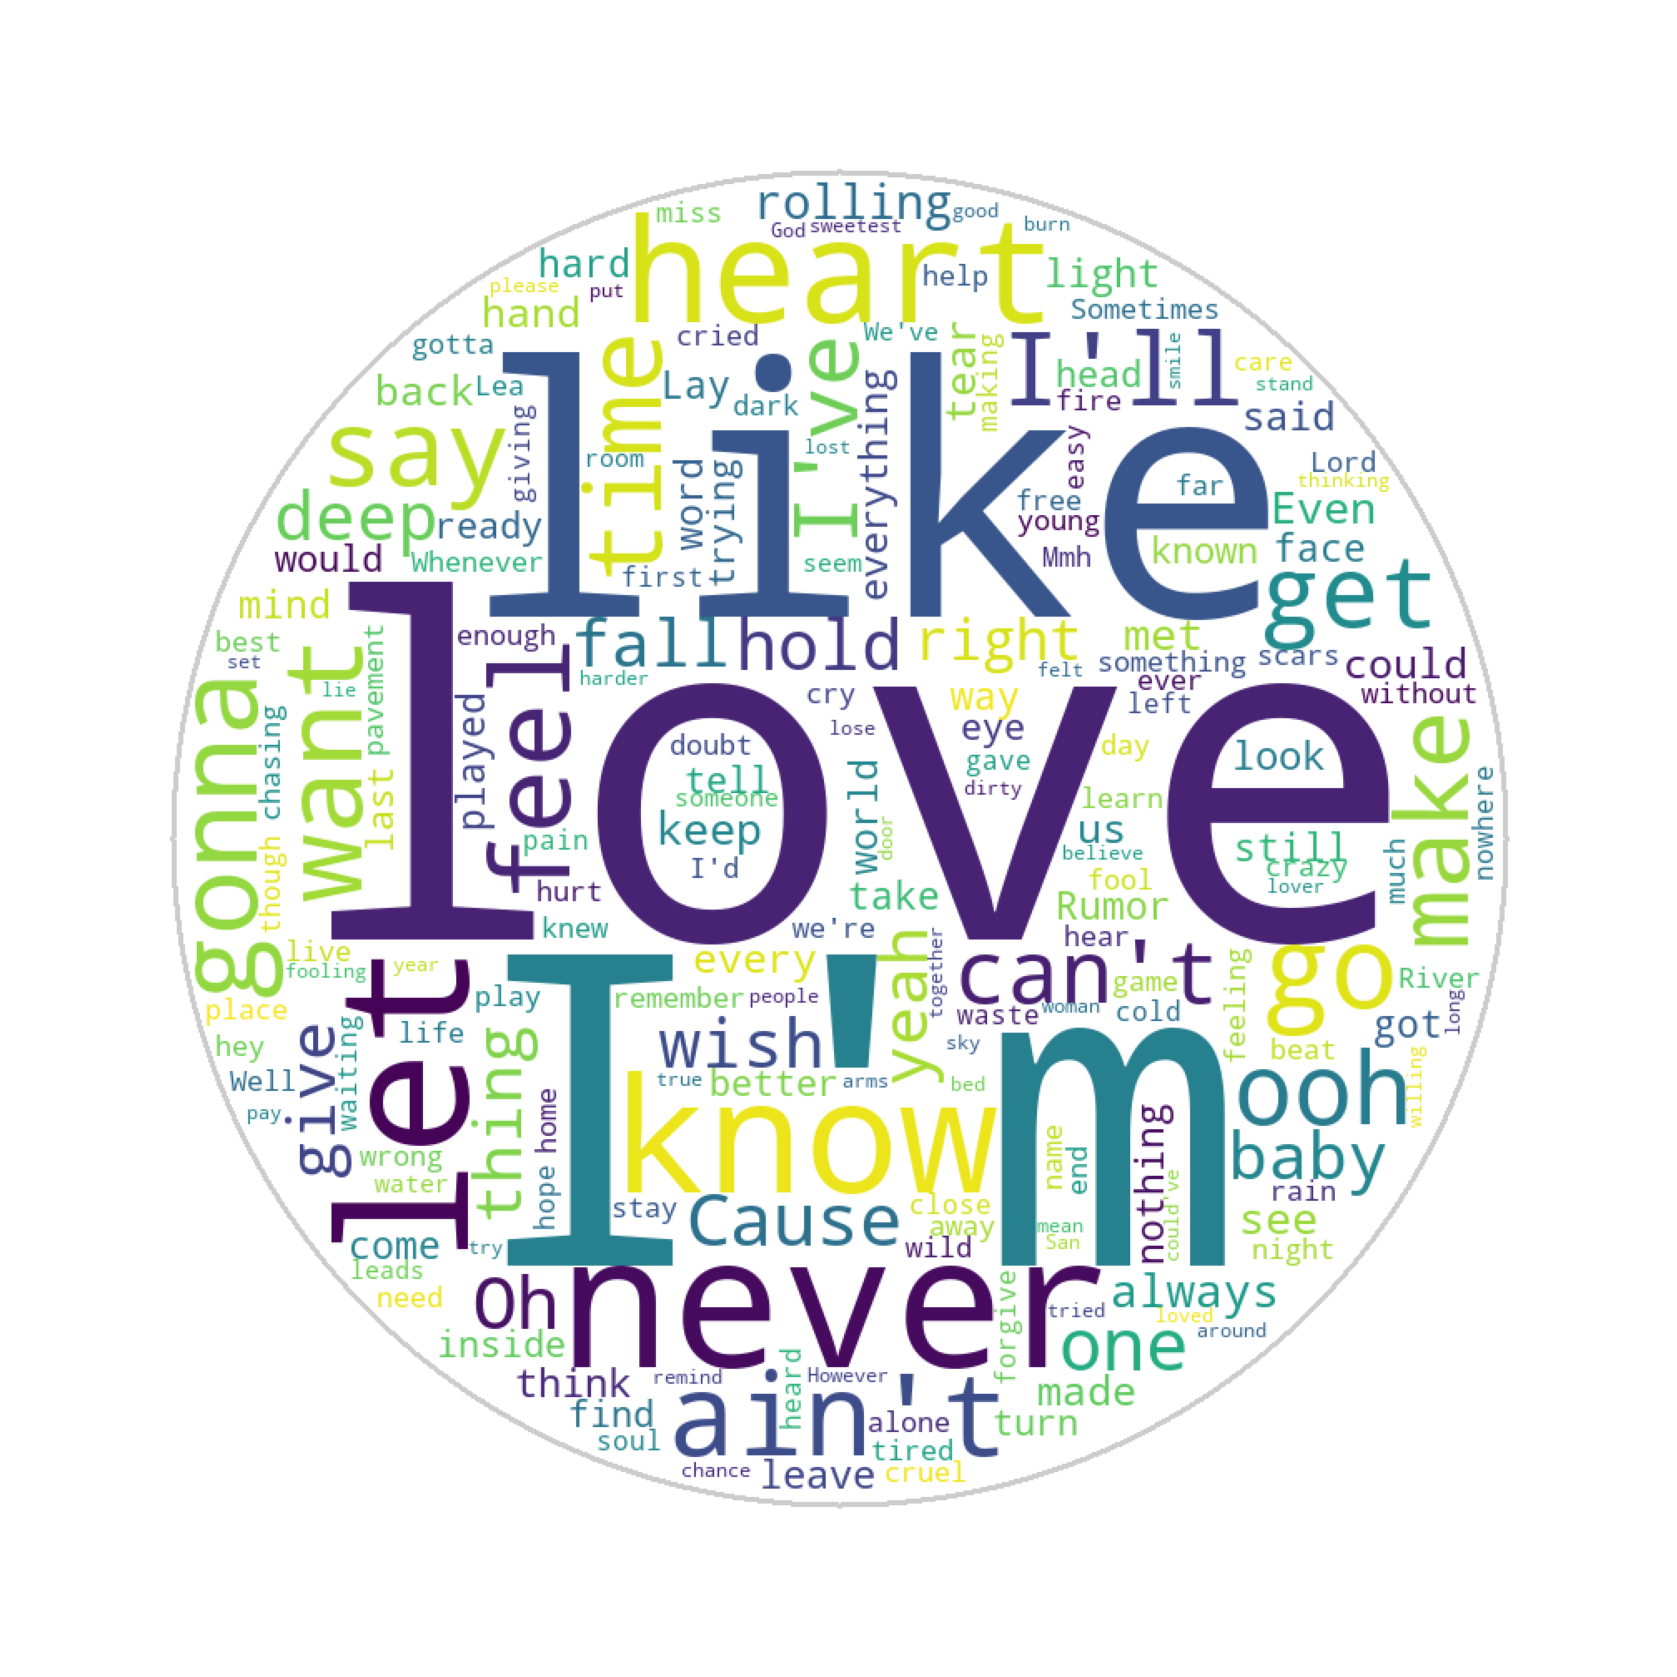 rolling
good
miss
God
sweetest
burn
heart
hard
help
light
please
put
hand
Sometimes
cried
We've
I'll
gotta
time
I've
tear
making
head
smile
care
stand
back
Lea
Lay
dark
like
fire
said
say
giving
room
lost
everything
easy
Lord
thinking
deep
ready
word
trying
free
far
Even
young
would
Whenever
first
seem
Mmh
known
face
get
mind
best
set
enough
fall
hold
right
met
something
scars
could
want
lie
pavement
feel
harder
felt
ever
without
gonna
chasing
played
cry
way
left
love
lose
eye
doubt
gave
day
look
make
last
tell
someone
world
dirty
learn
nowhere
though
pain
keep
door
us
still
crazy
believe
much
I'd
hurt
take
fool
lover
Rumor
knew
we're
hear
live
fooling
year
let
every
yeah
together
can't
game
feeling
go
River
place
play
remember
people
I'm
waste
woman
cold
long
hey
give
waiting
life
thing
wish
sky
got
beat
Well
true
better
arms
bed
ooh
willing
pay
know
wrong
home
name
end
nothing
baby
water
hope
stay
Cause
close
away
could've
rain
see
come
try
wild
mean
San
night
leads
need
Oh
never
forgive
tried
always
loved
around
inside
one
think
remind
heard
However
ain't
made
find
alone
turn
soul
tired
chance
leave
cruel